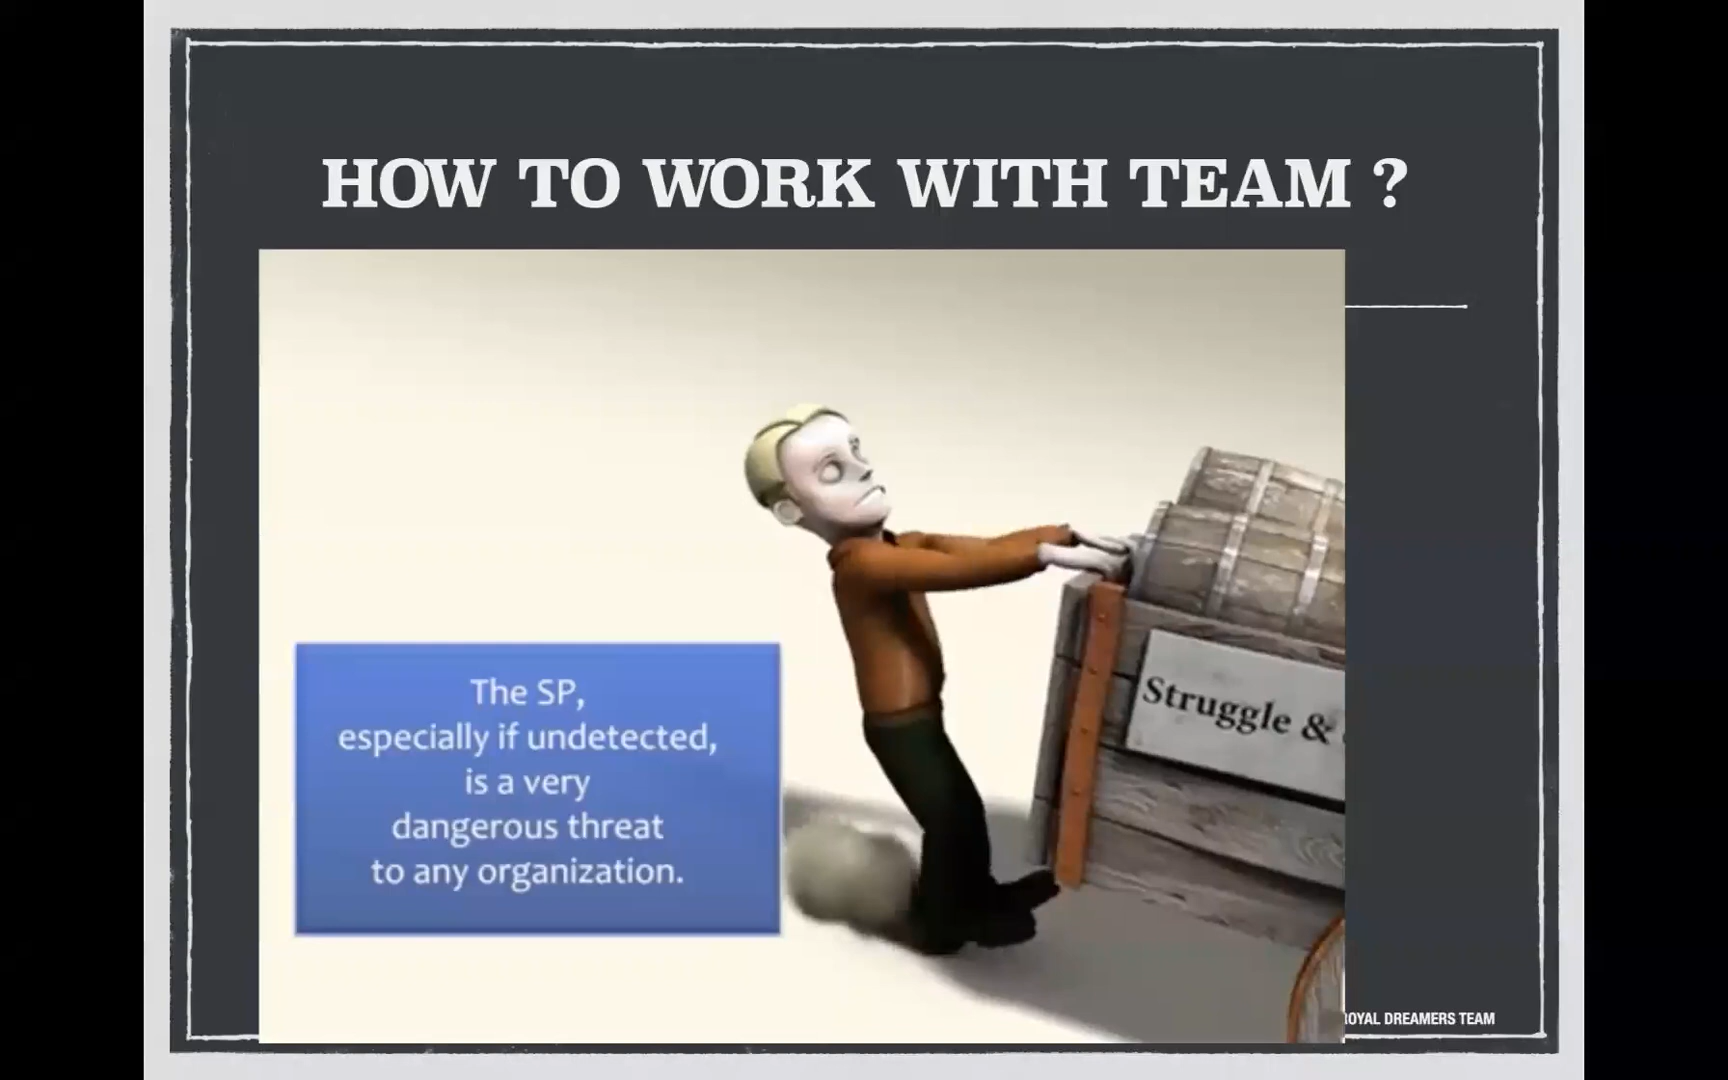 HOW TO WORK WITH TEAM ?
The SP,
especially if undetected,
is a very
dangerous threat
to any organization.
Struggle &
ROYAL DREAMERS TEAM